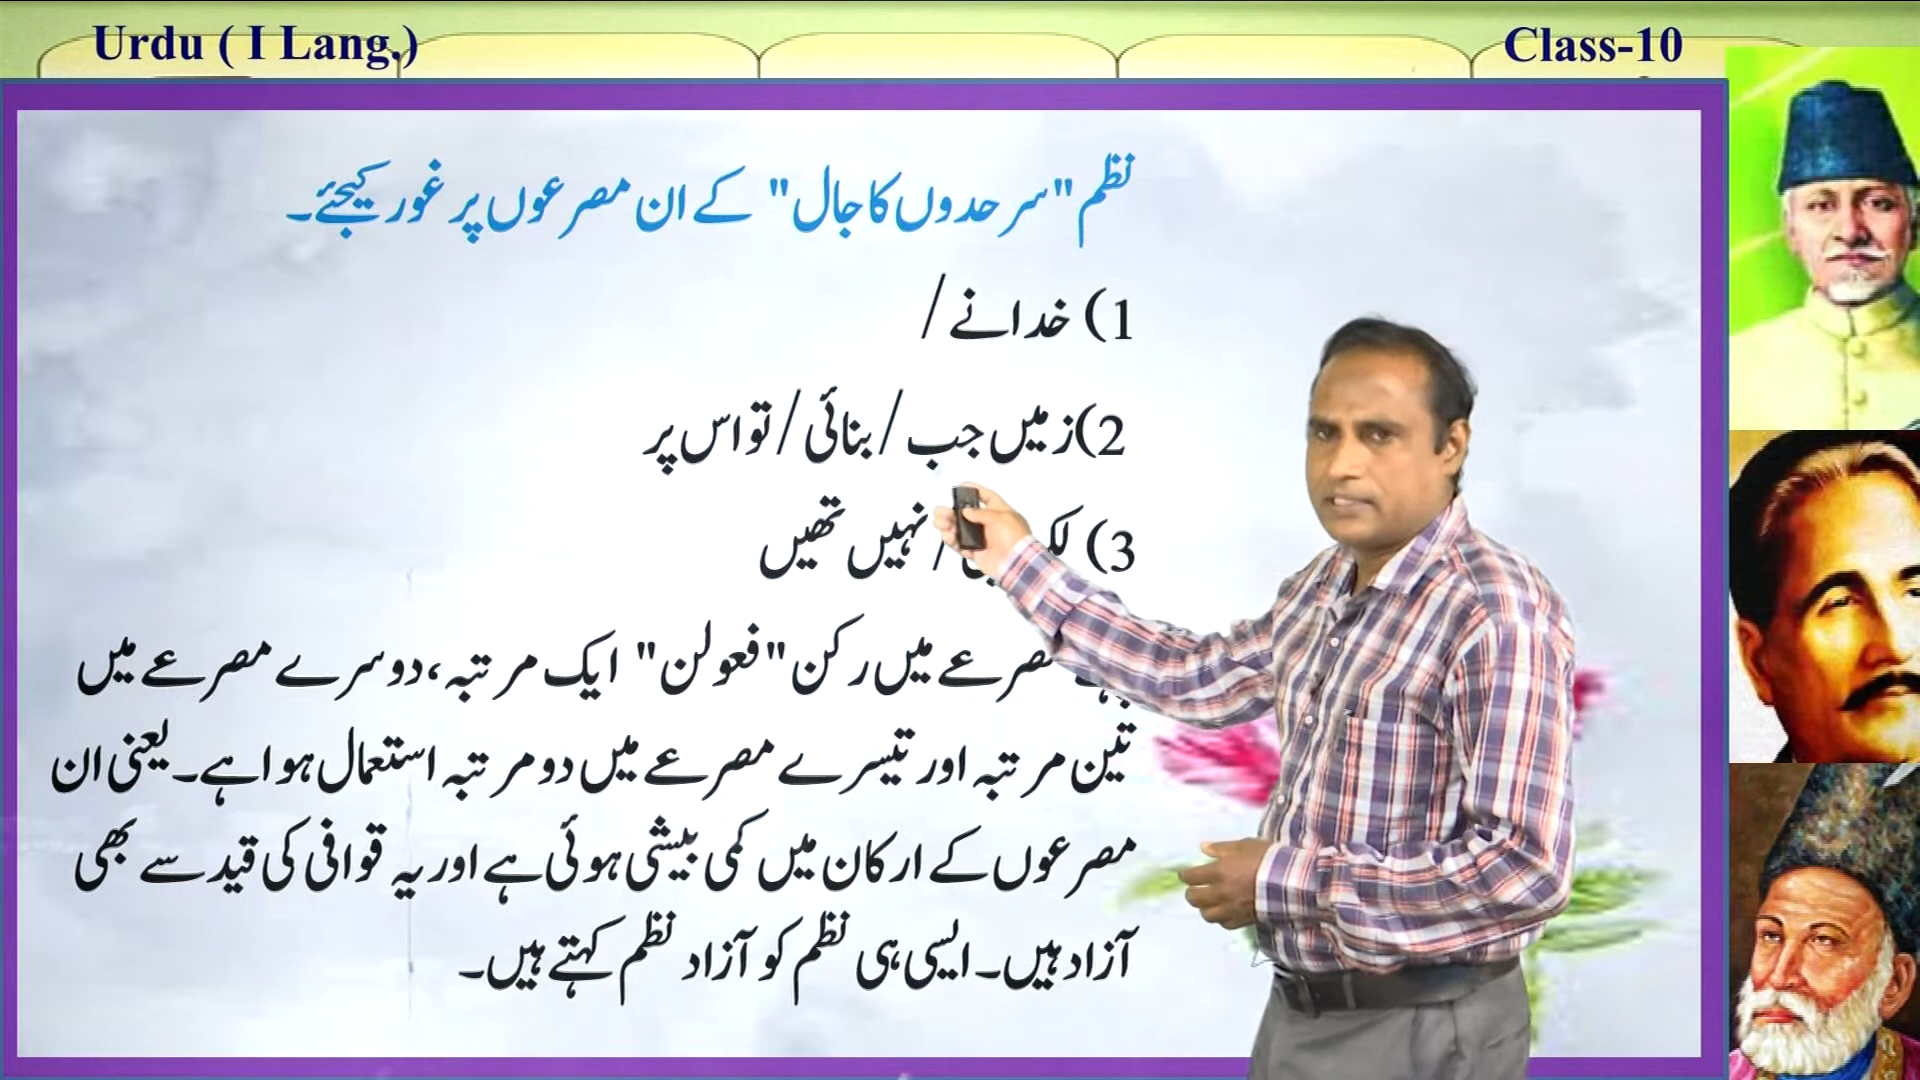 Urdu ( I Lang.)
Class-10
نظم "سرحدوں کا جال" کے ان مصرعوں پر غور کیجئے۔
1) خدا نے /
2) زمیں جب / بنائی / تو اس پر
3) / نہیں تھیں
مصرعے میں رکن "فعولن" ایک مرتبہ، دوسرے مصرعے میں
تین مرتبہ اور تیسرے مصرعے میں دو مرتبہ استعمال ہوا ہے۔ یعنی ان
مصرعوں کے ارکان میں کمی بیشی ہوئی ہے اور یہ قوافی کی قید سے بھی
آزاد ہیں۔ ایسی ہی نظم کو آزاد نظم کہتے ہیں۔